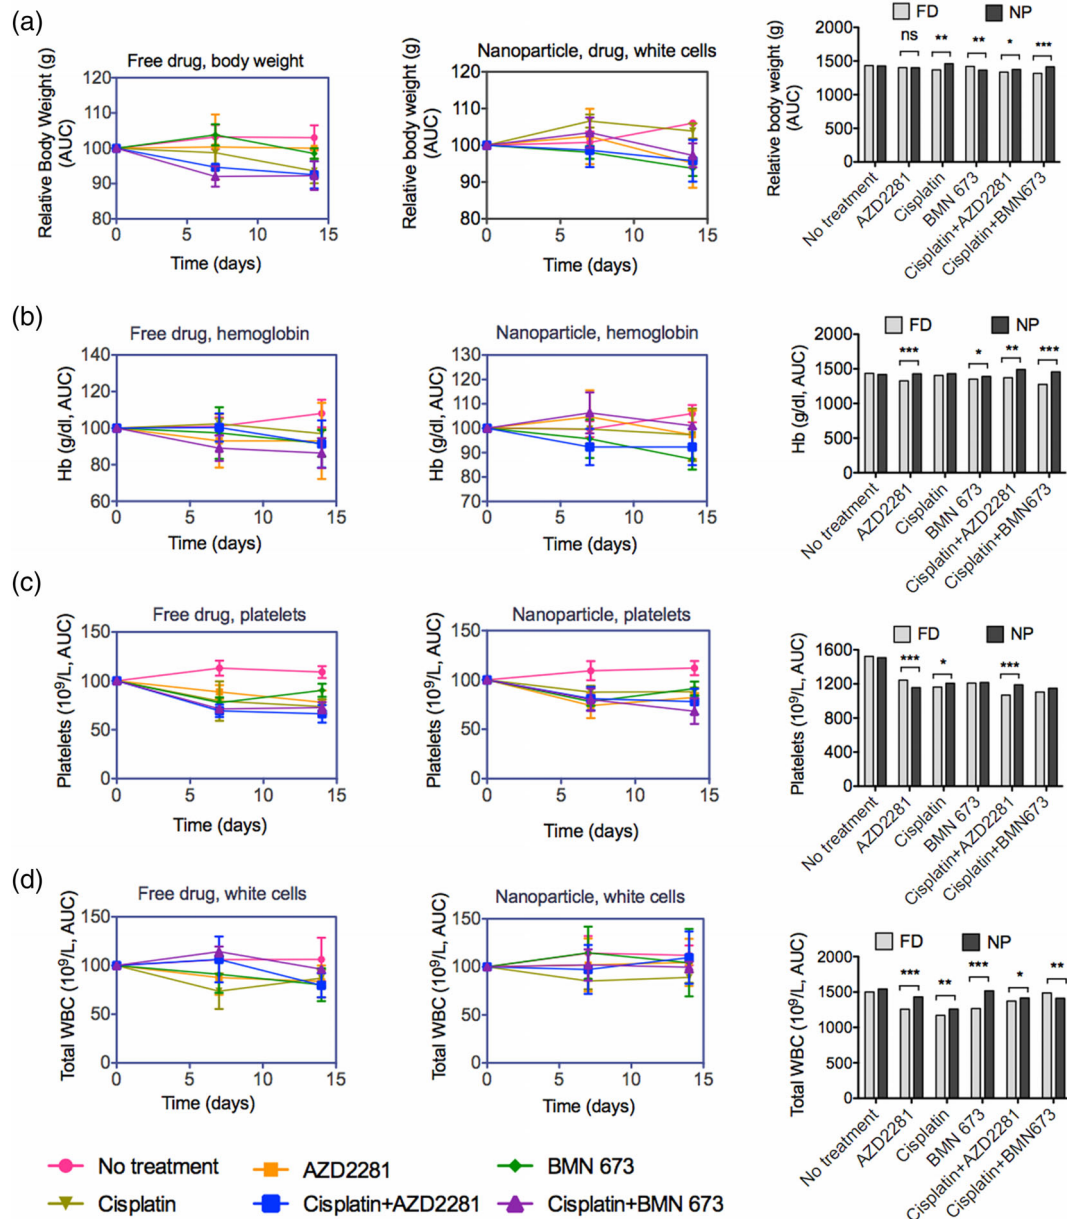 (a)
Free drug, body weight
Relative Body Weight (g)
(AUC)
120
110
100
90
80
0 5 10 15
Time (days)
Nanoparticle, drug, white cells
Relative body weight (g)
(AUC)
120
110
100
90
80
0 5 10 15
Time (days)
FD NP
Relative body weight (g)
(AUC)
2000
1500
1000
500
0
ns ** ** * ***
No treatment
AZD2281
Cisplatin
BMN 673
Cisplatin+AZD2281
Cisplatin+BMN673
(b)
Free drug, hemoglobin
Hb (g/dl, AUC)
140
120
100
80
60
0 5 10 15
Time (days)
Nanoparticle, hemoglobin
Hb (g/dl, AUC)
130
120
110
100
90
80
70
0 5 10 15
Time (days)
FD NP
Hb (g/dl, AUC)
2000
1500
1000
500
0
*** * ** ***
No treatment
AZD2281
Cisplatin
BMN 673
Cisplatin+AZD2281
Cisplatin+BMN673
(c)
Free drug, platelets
Platelets (10⁹/L, AUC)
150
100
50
0
0 5 10 15
Time (days)
Nanoparticle, platelets
Platelets (10⁹/L, AUC)
150
100
50
0
0 5 10 15
Time (days)
FD NP
Platelets (10⁹/L, AUC)
1600
1200
800
400
0
*** * ***
No treatment
AZD2281
Cisplatin
BMN 673
Cisplatin+AZD2281
Cisplatin+BMN673
(d)
Free drug, white cells
Total WBC (10⁹/L, AUC)
150
100
50
0
0 5 10 15
Time (days)
Nanoparticle, white cells
Total WBC (10⁹/L, AUC)
150
100
50
0
0 5 10 15
Time (days)
FD NP
Total WBC (10⁹/L, AUC)
2000
1500
1000
500
0
*** ** *** * **
No treatment
AZD2281
Cisplatin
BMN 673
Cisplatin+AZD2281
Cisplatin+BMN673
No treatment AZD2281 BMN 673
Cisplatin Cisplatin+AZD2281 Cisplatin+BMN 673